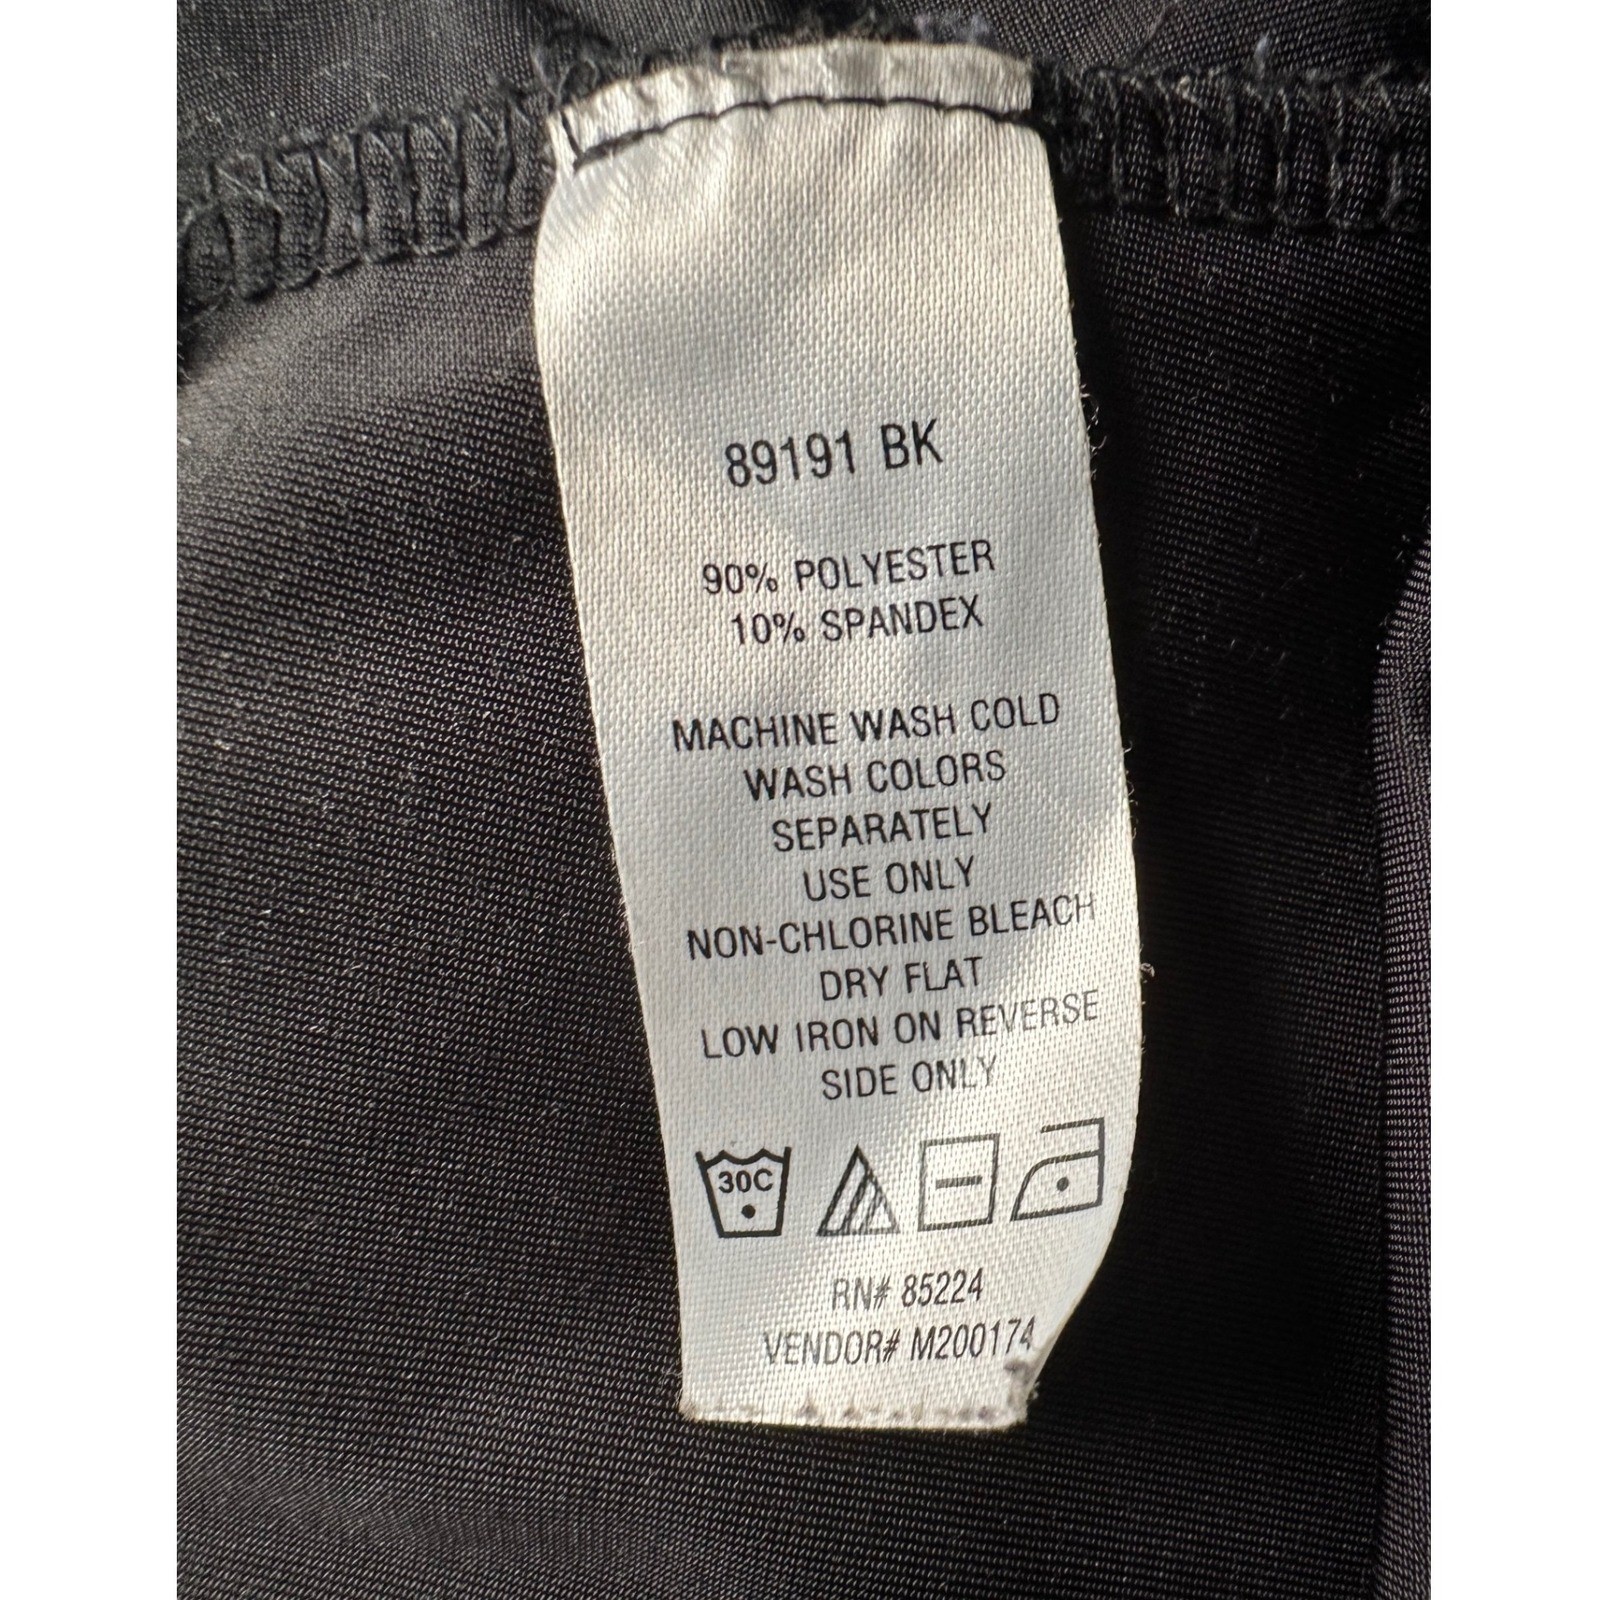 89191 BK
90% POLYESTER
10% SPANDEX
MACHINE WASH COLD
WASH COLORS
SEPARATELY
USE ONLY
NON-CHLORINE BLEACH
DRY FLAT
LOW IRON ON REVERSE
SIDE ONLY
30C
RN# 85224
VENDOR# M200174